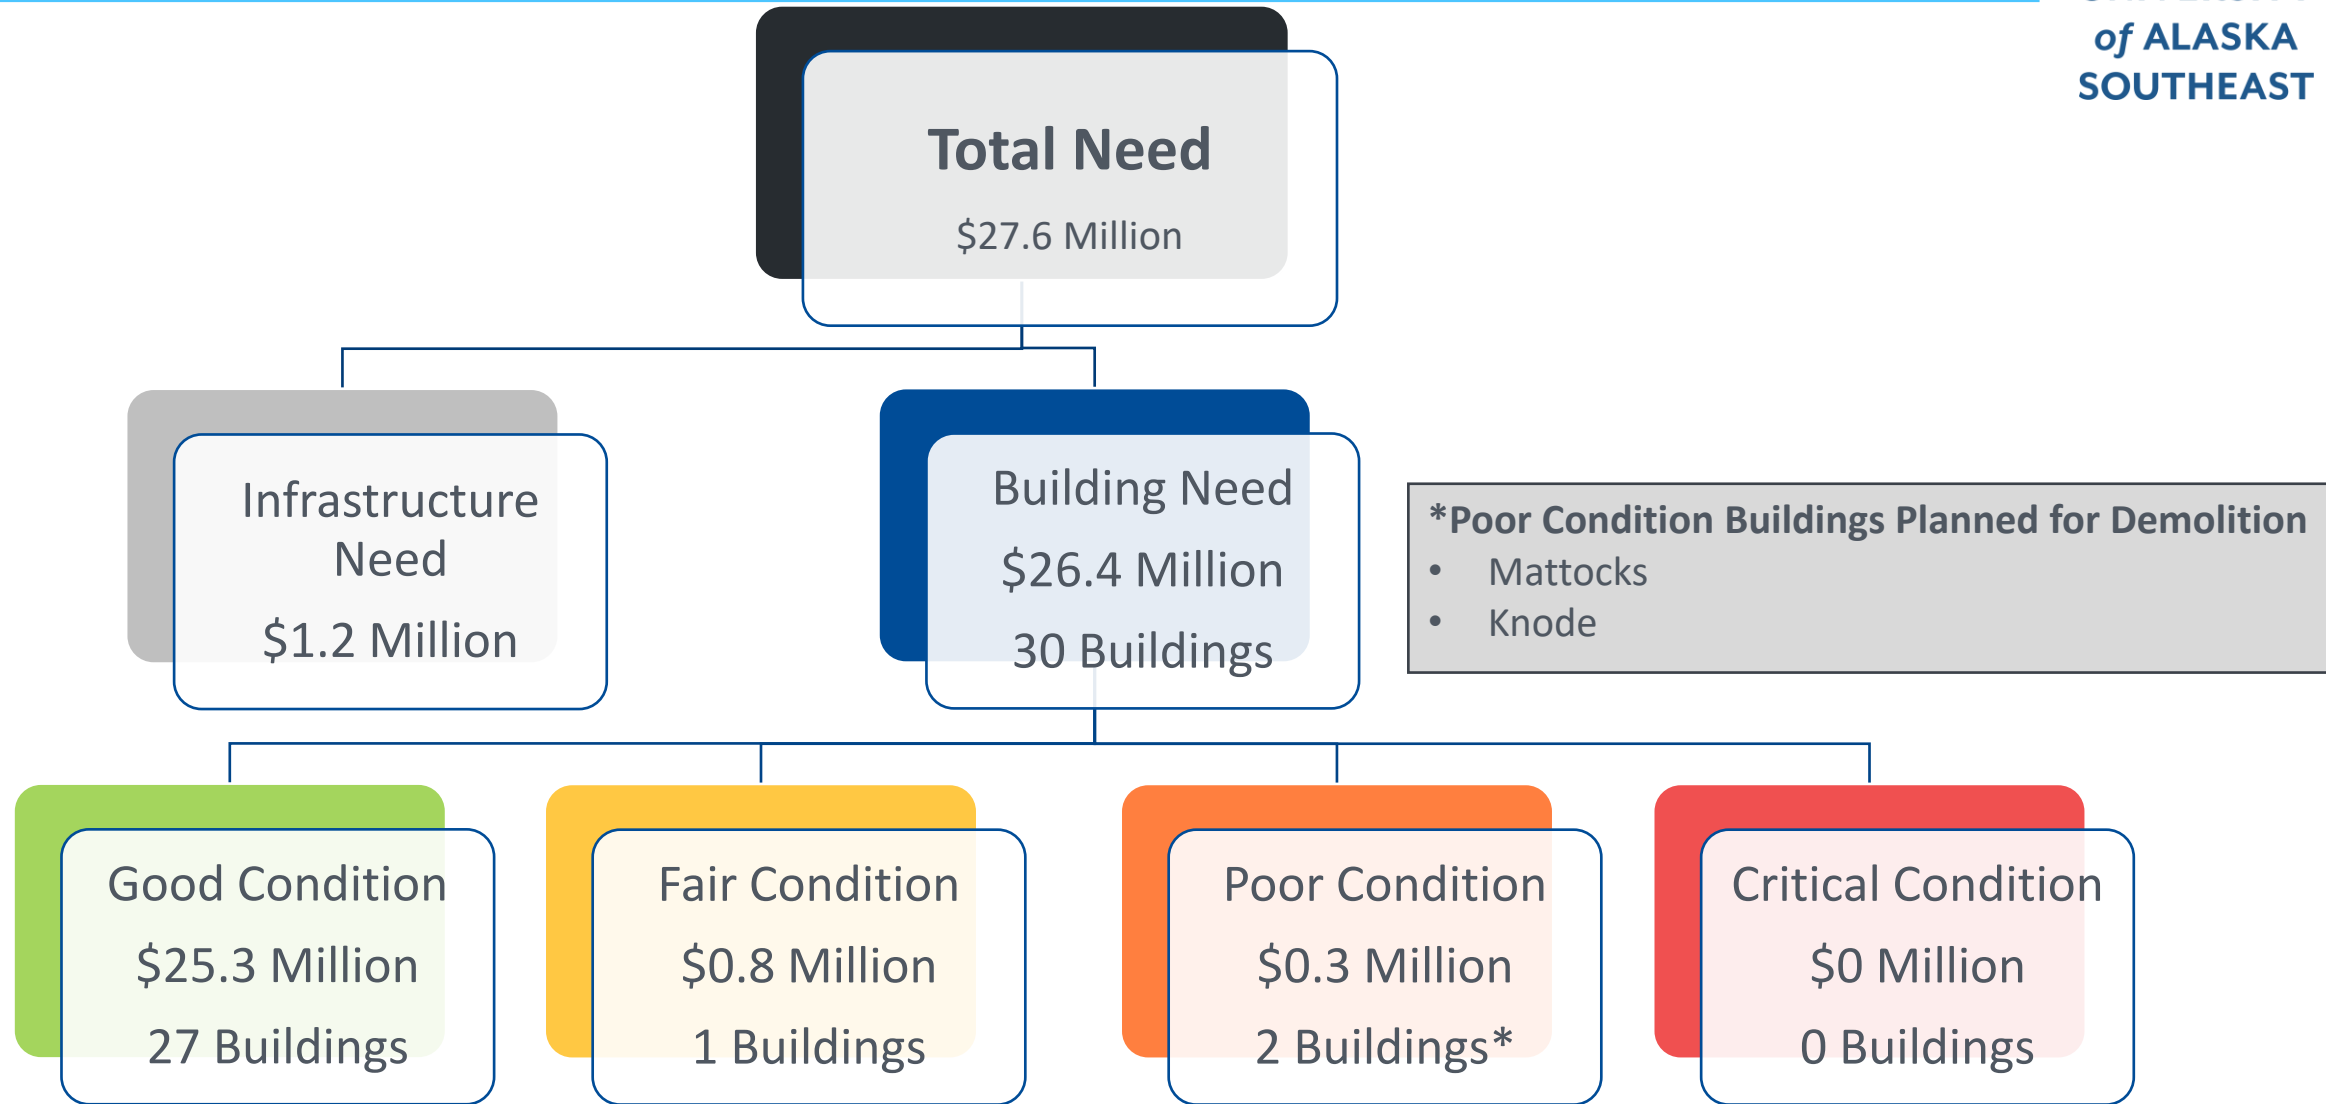 of ALASKA
SOUTHEAST
Total Need
$27.6 Million
Infrastructure
Need
$1.2 Million
Building Need
$26.4 Million
30 Buildings
*Poor Condition Buildings Planned for Demolition
• Mattocks
• Knode
Good Condition
$25.3 Million
27 Buildings
Fair Condition
$0.8 Million
1 Buildings
Poor Condition
$0.3 Million
2 Buildings*
Critical Condition
$0 Million
0 Buildings